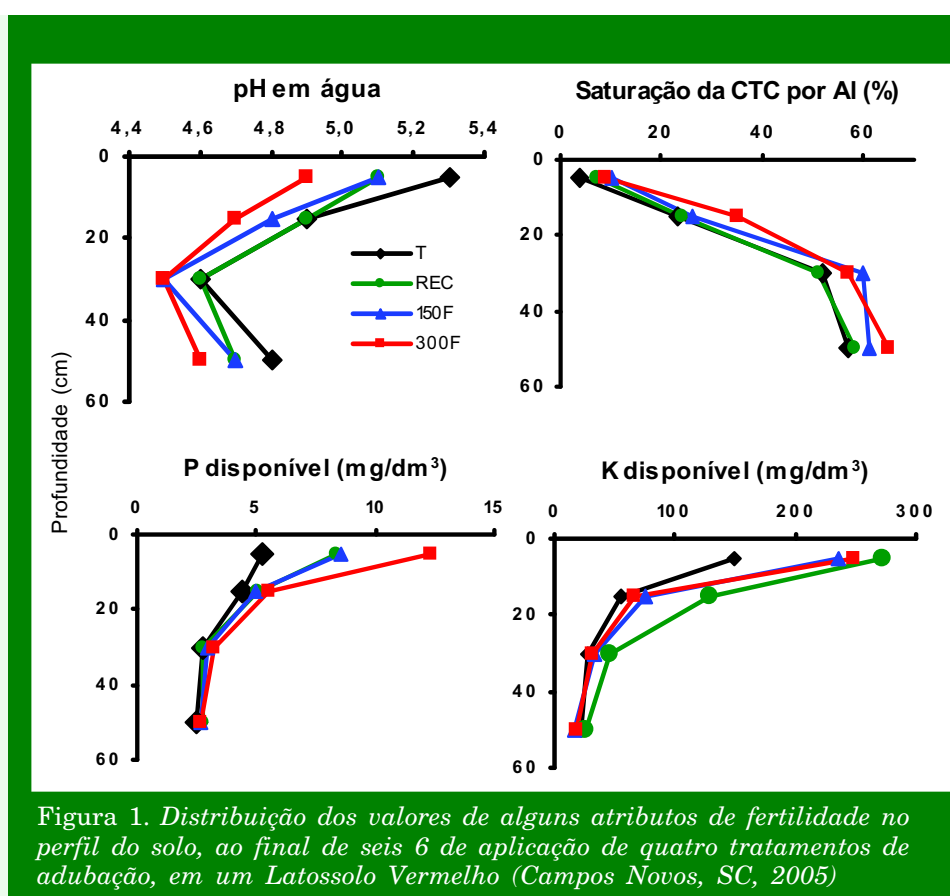 pH em água
4,4 4,6 4,8 5,0 5,2 5,4
0
20
40
60
T
REC
150F
300F
Saturação da CTC por Al (%)
0 20 40 60
0
20
40
60
Profundidade (cm)
P disponível (mg/dm³)
0 5 10 15
0
20
40
60
K disponível (mg/dm³)
0 100 200 300
0
20
40
60
Figura 1. Distribuição dos valores de alguns atributos de fertilidade no
perfil do solo, ao final de seis 6 de aplicação de quatro tratamentos de
adubação, em um Latossolo Vermelho (Campos Novos, SC, 2005)